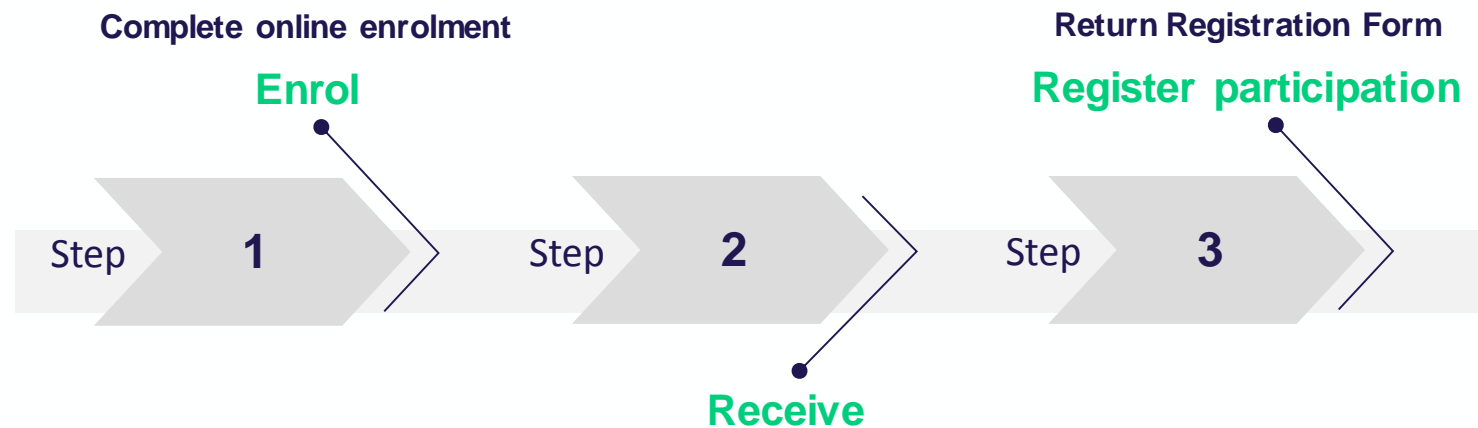 Complete online enrolment
Enrol
Return Registration Form
Register participation
Step 1
Step 2
Step 3
Receive